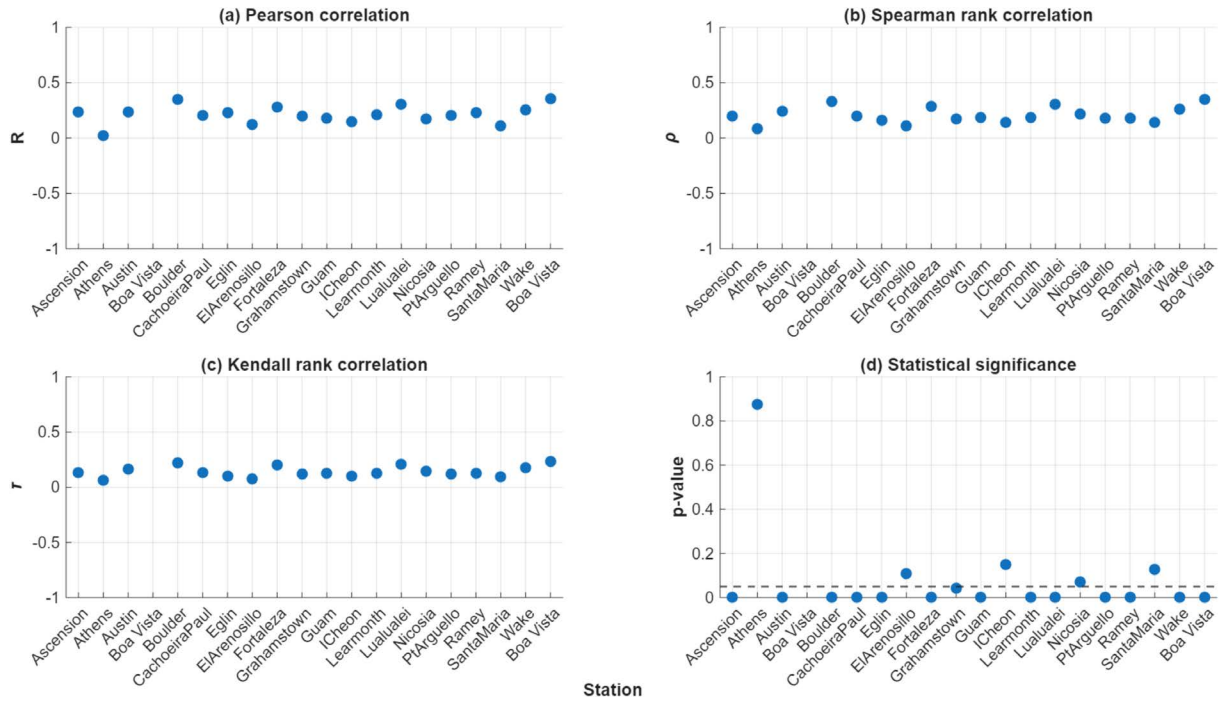 (a) Pearson correlation
1
0.5
0
-0.5
-1
R
Ascension
Athens
Austin
Boa Vista
Boulder
CachoeiraPaul
Eglin
ElArenosillo
Fortaleza
Grahamstown
Guam
ICheon
Learmonth
Lualualei
Nicosia
PtArguello
Ramey
SantaMaria
Wake
Boa Vista
(b) Spearman rank correlation
1
0.5
0
-0.5
-1
ρ
Ascension
Athens
Austin
Boa Vista
Boulder
CachoeiraPaul
Eglin
ElArenosillo
Fortaleza
Grahamstown
Guam
ICheon
Learmonth
Lualualei
Nicosia
PtArguello
Ramey
SantaMaria
Wake
Boa Vista
(c) Kendall rank correlation
1
0.5
0
-0.5
-1
τ
Ascension
Athens
Austin
Boa Vista
Boulder
CachoeiraPaul
Eglin
ElArenosillo
Fortaleza
Grahamstown
Guam
ICheon
Learmonth
Lualualei
Nicosia
PtArguello
Ramey
SantaMaria
Wake
Boa Vista
(d) Statistical significance
1
0.8
0.6
0.4
0.2
0
p-value
Ascension
Athens
Austin
Boa Vista
Boulder
CachoeiraPaul
Eglin
ElArenosillo
Fortaleza
Grahamstown
Guam
ICheon
Learmonth
Lualualei
Nicosia
PtArguello
Ramey
SantaMaria
Wake
Boa Vista
Station